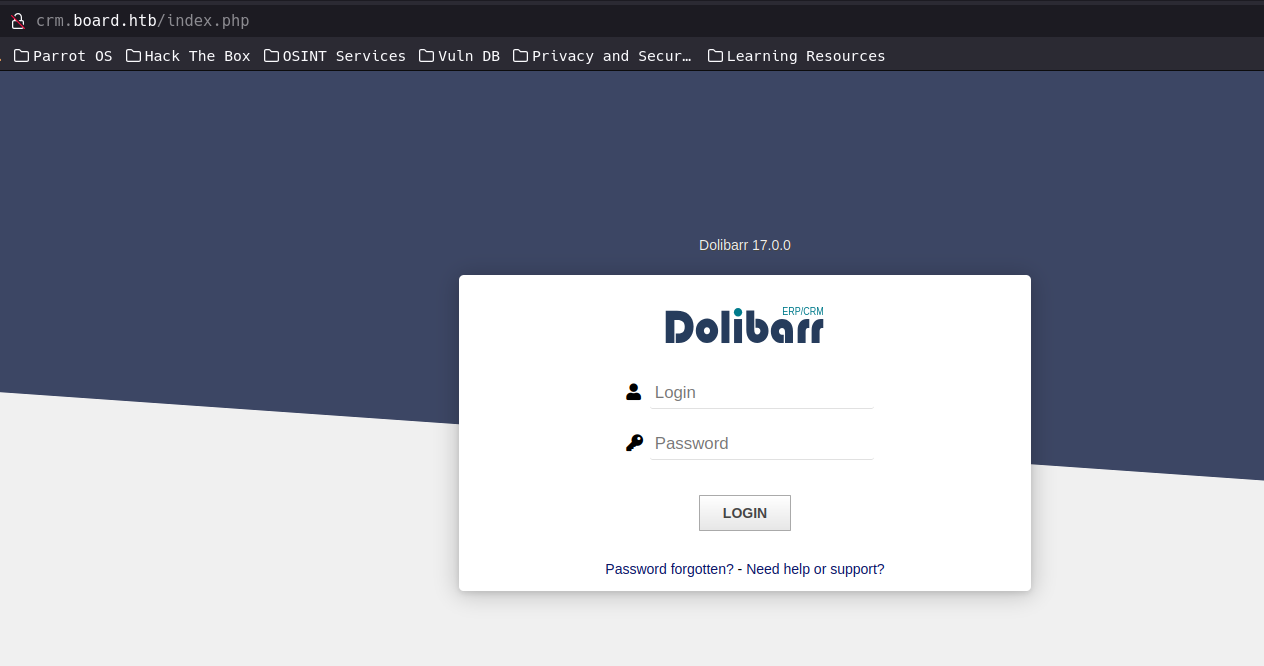 crm.board.htb/index.php
Parrot OS Hack The Box OSINT Services Vuln DB Privacy and Secur… Learning Resources
Dolibarr 17.0.0
Dolibarr ERP/CRM
Login
Password
LOGIN
Password forgotten? - Need help or support?